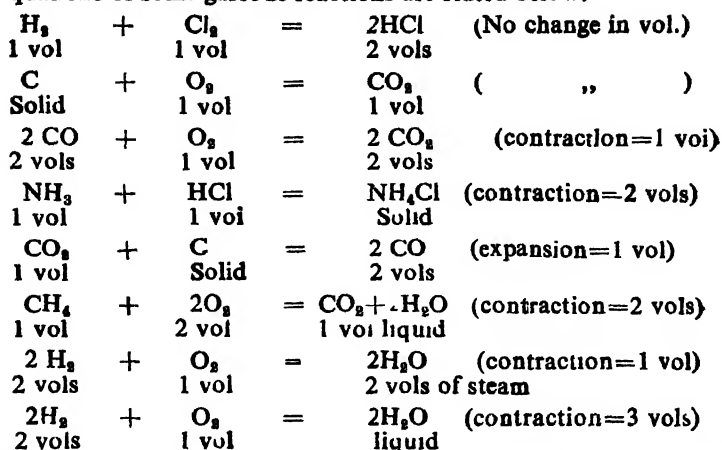 H₂ + Cl₂ = 2HCl (No change in vol.)
1 vol 1 vol 2 vols
C + O₂ = CO₂ ( ,, )
Solid 1 vol 1 vol
2 CO + O₂ = 2 CO₂ (contraction=1 vol)
2 vols 1 vol 2 vols
NH₃ + HCl = NH₄Cl (contraction=2 vols)
1 vol 1 vol Solid
CO₂ + C = 2 CO (expansion=1 vol)
1 vol Solid 2 vols
CH₄ + 2O₂ = CO₂+2H₂O (contraction=2 vols)
1 vol 2 vol 1 vol liquid
2 H₂ + O₂ = 2H₂O (contraction=1 vol)
2 vols 1 vol 2 vols of steam
2H₂ + O₂ = 2H₂O (contraction=3 vols)
2 vols 1 vol liquid